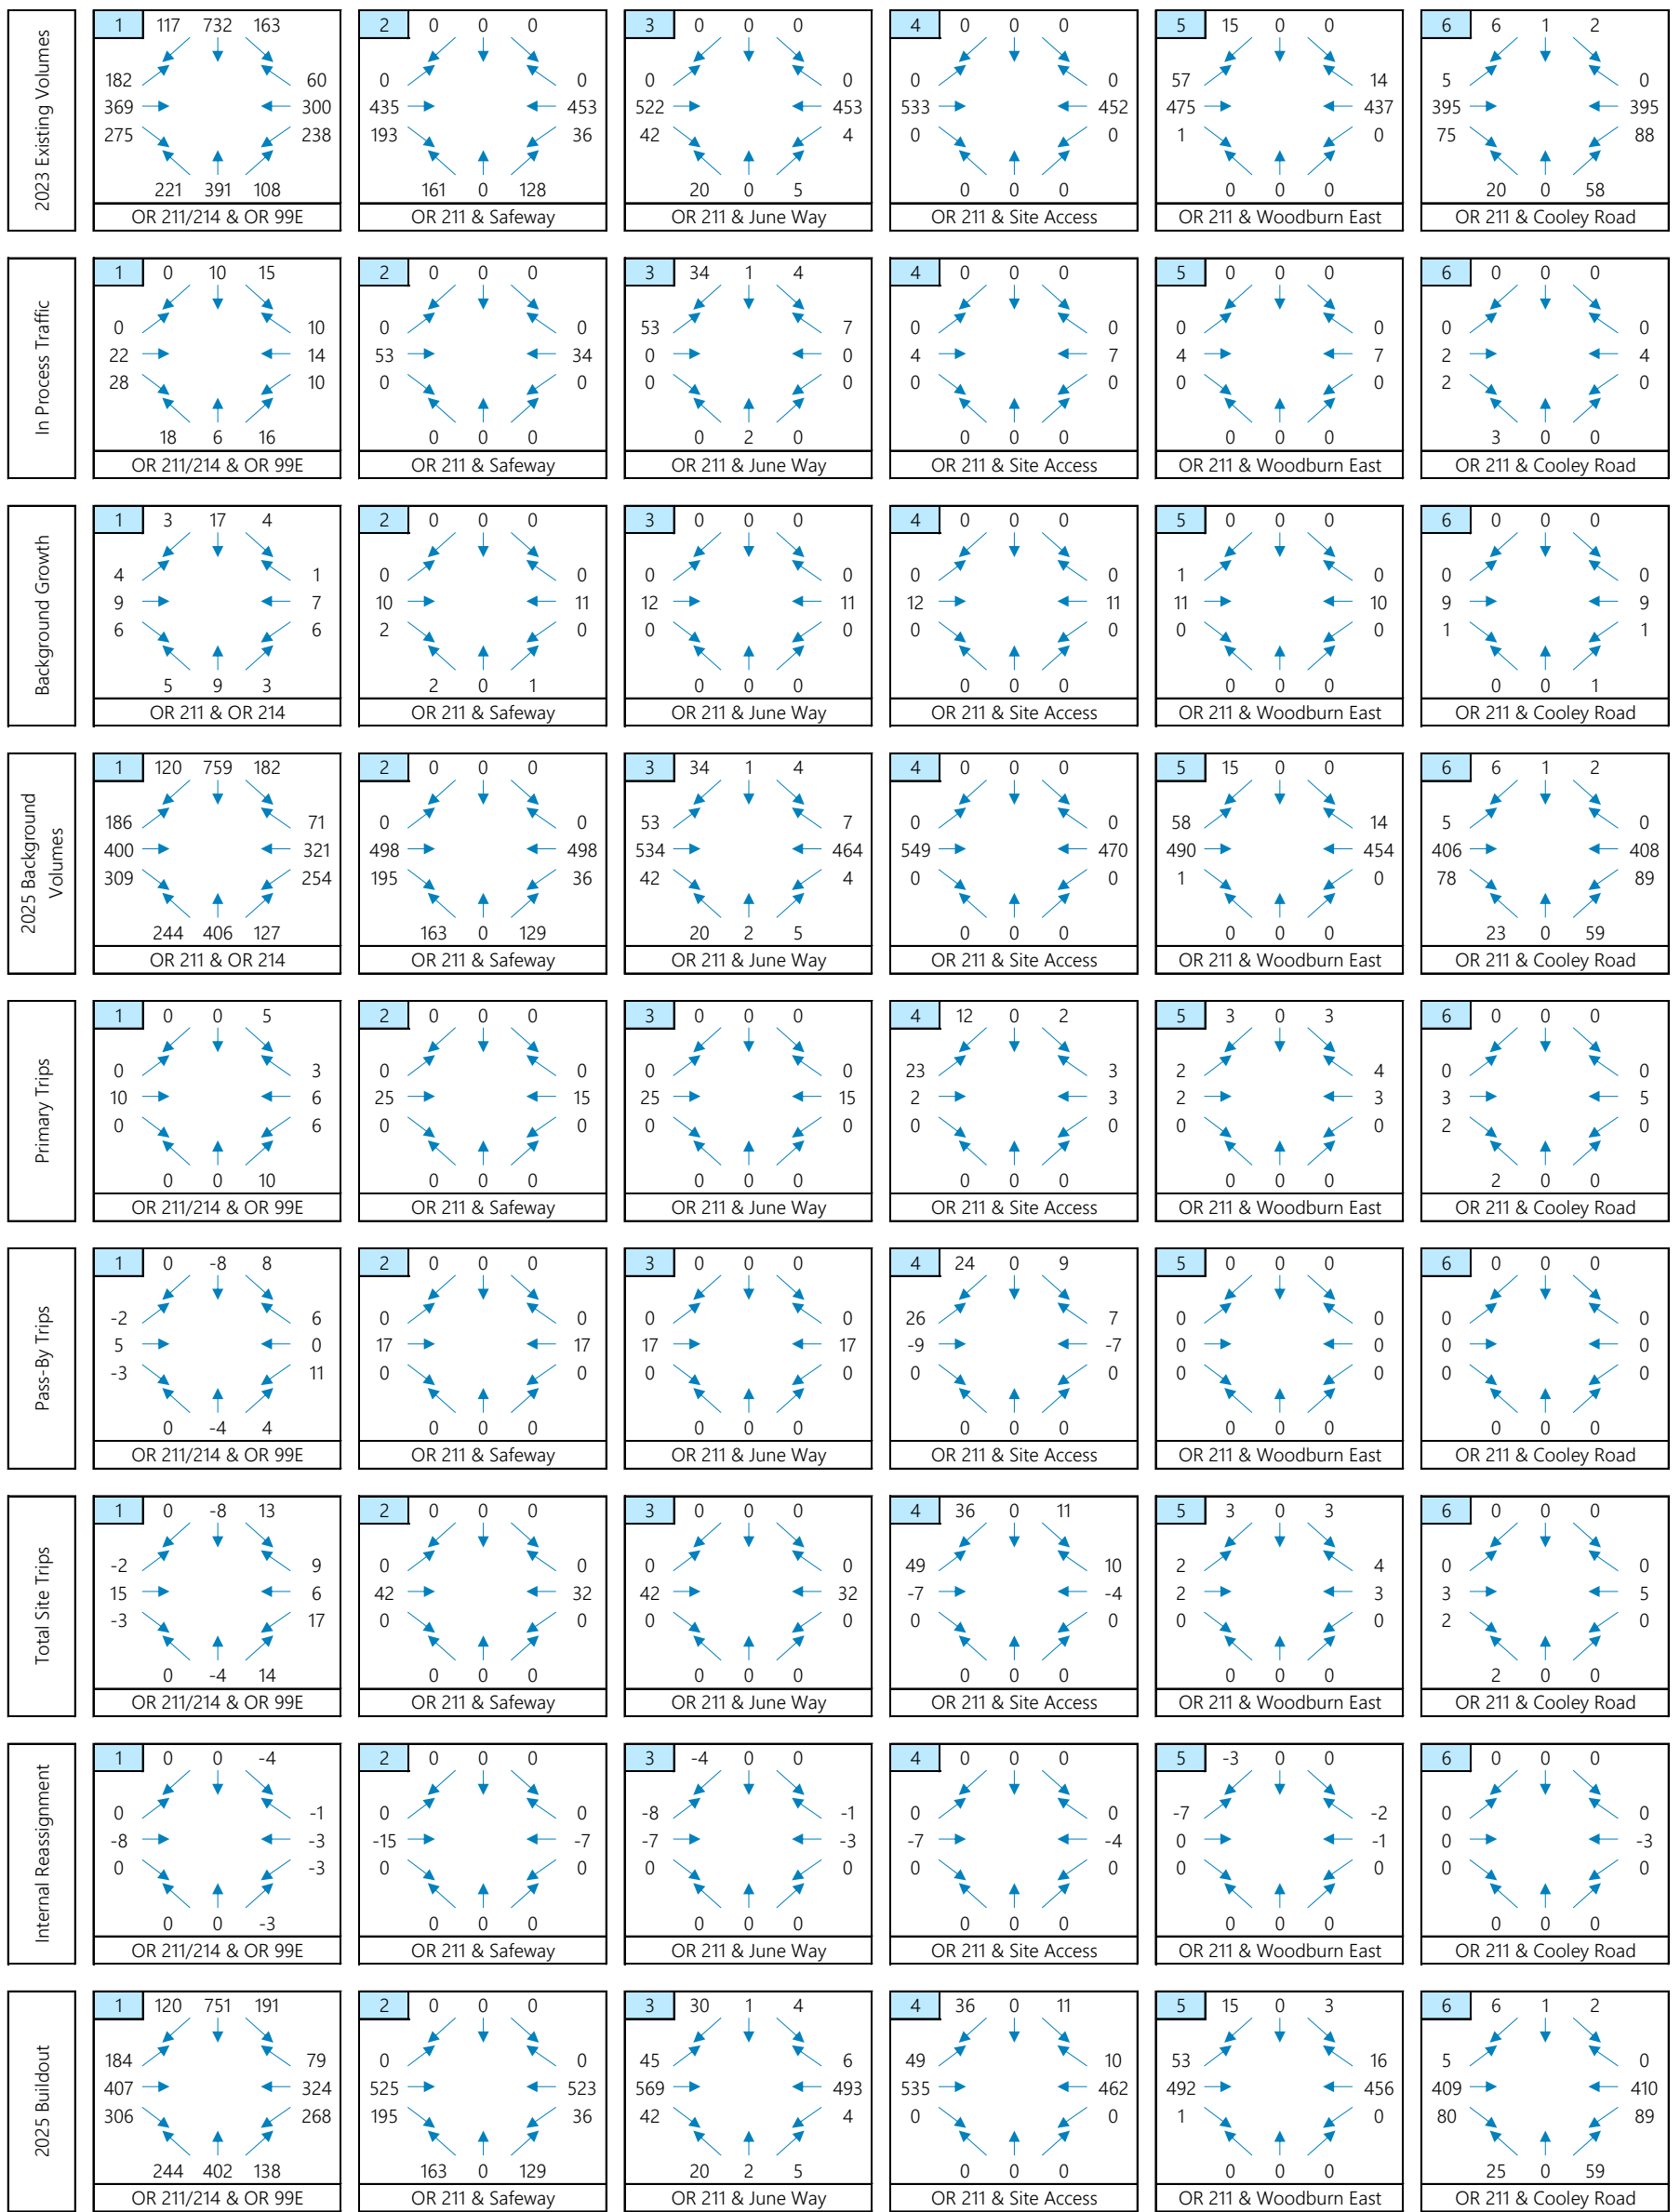 2023 Existing Volumes
1 117 732 163
182 60
369 300
275 238
221 391 108
OR 211/214 & OR 99E
2 0 0 0
0 0
435 453
193 36
161 0 128
OR 211 & Safeway
3 0 0 0
0 0
522 453
42 4
20 0 5
OR 211 & June Way
4 0 0 0
0 0
533 452
0 0
0 0 0
OR 211 & Site Access
5 15 0 0
57 14
475 437
1 0
0 0 0
OR 211 & Woodburn East
6 6 1 2
5 0
395 395
75 88
20 0 58
OR 211 & Cooley Road
In Process Traffic
1 0 10 15
0 10
22 14
28 10
18 6 16
OR 211/214 & OR 99E
2 0 0 0
0 0
53 34
0 0
0 0 0
OR 211 & Safeway
3 34 1 4
53 7
0 0
0 0
0 2 0
OR 211 & June Way
4 0 0 0
0 0
4 7
0 0
0 0 0
OR 211 & Site Access
5 0 0 0
0 0
4 7
0 0
0 0 0
OR 211 & Woodburn East
6 0 0 0
0 0
2 4
2 0
3 0 0
OR 211 & Cooley Road
Background Growth
1 3 17 4
4 1
9 7
6 6
5 9 3
OR 211 & OR 214
2 0 0 0
0 0
10 11
2 0
2 0 1
OR 211 & Safeway
3 0 0 0
0 0
12 11
0 0
0 0 0
OR 211 & June Way
4 0 0 0
0 0
12 11
0 0
0 0 0
OR 211 & Site Access
5 0 0 0
1 0
11 10
0 0
0 0 0
OR 211 & Woodburn East
6 0 0 0
0 0
9 9
1 1
0 0 1
OR 211 & Cooley Road
2025 Background
Volumes
1 120 759 182
186 71
400 321
309 254
244 406 127
OR 211 & OR 214
2 0 0 0
0 0
498 498
195 36
163 0 129
OR 211 & Safeway
3 34 1 4
53 7
534 464
42 4
20 2 5
OR 211 & June Way
4 0 0 0
0 0
549 470
0 0
0 0 0
OR 211 & Site Access
5 15 0 0
58 14
490 454
1 0
0 0 0
OR 211 & Woodburn East
6 6 1 2
5 0
406 408
78 89
23 0 59
OR 211 & Cooley Road
Primary Trips
1 0 0 5
0 3
10 6
0 6
0 0 10
OR 211/214 & OR 99E
2 0 0 0
0 0
25 15
0 0
0 0 0
OR 211 & Safeway
3 0 0 0
0 0
25 15
0 0
0 0 0
OR 211 & June Way
4 12 0 2
23 3
2 3
0 0
0 0 0
OR 211 & Site Access
5 3 0 3
2 4
2 3
0 0
0 0 0
OR 211 & Woodburn East
6 0 0 0
0 0
3 5
2 0
2 0 0
OR 211 & Cooley Road
Pass-By Trips
1 0 -8 8
-2 6
5 0
-3 11
0 -4 4
OR 211/214 & OR 99E
2 0 0 0
0 0
17 17
0 0
0 0 0
OR 211 & Safeway
3 0 0 0
0 0
17 17
0 0
0 0 0
OR 211 & June Way
4 24 0 9
26 7
-9 -7
0 0
0 0 0
OR 211 & Site Access
5 0 0 0
0 0
0 0
0 0
0 0 0
OR 211 & Woodburn East
6 0 0 0
0 0
0 0
0 0
0 0 0
OR 211 & Cooley Road
Total Site Trips
1 0 -8 13
-2 9
15 6
-3 17
0 -4 14
OR 211/214 & OR 99E
2 0 0 0
0 0
42 32
0 0
0 0 0
OR 211 & Safeway
3 0 0 0
0 0
42 32
0 0
0 0 0
OR 211 & June Way
4 36 0 11
49 10
-7 -4
0 0
0 0 0
OR 211 & Site Access
5 3 0 3
2 4
2 3
0 0
0 0 0
OR 211 & Woodburn East
6 0 0 0
0 0
3 5
2 0
2 0 0
OR 211 & Cooley Road
Internal Reassignment
1 0 0 -4
0 -1
-8 -3
0 -3
0 0 -3
OR 211/214 & OR 99E
2 0 0 0
0 0
-15 -7
0 0
0 0 0
OR 211 & Safeway
3 -4 0 0
-8 -1
-7 -3
0 0
0 0 0
OR 211 & June Way
4 0 0 0
0 0
-7 -4
0 0
0 0 0
OR 211 & Site Access
5 -3 0 0
-7 -2
0 -1
0 0
0 0 0
OR 211 & Woodburn East
6 0 0 0
0 0
0 -3
0 0
0 0 0
OR 211 & Cooley Road
2025 Buildout
1 120 751 191
184 79
407 324
306 268
244 402 138
OR 211/214 & OR 99E
2 0 0 0
0 0
525 523
195 36
163 0 129
OR 211 & Safeway
3 30 1 4
45 6
569 493
42 4
20 2 5
OR 211 & June Way
4 36 0 11
49 10
535 462
0 0
0 0 0
OR 211 & Site Access
5 15 0 3
53 16
492 456
1 0
0 0 0
OR 211 & Woodburn East
6 6 1 2
5 0
409 410
80 89
25 0 59
OR 211 & Cooley Road